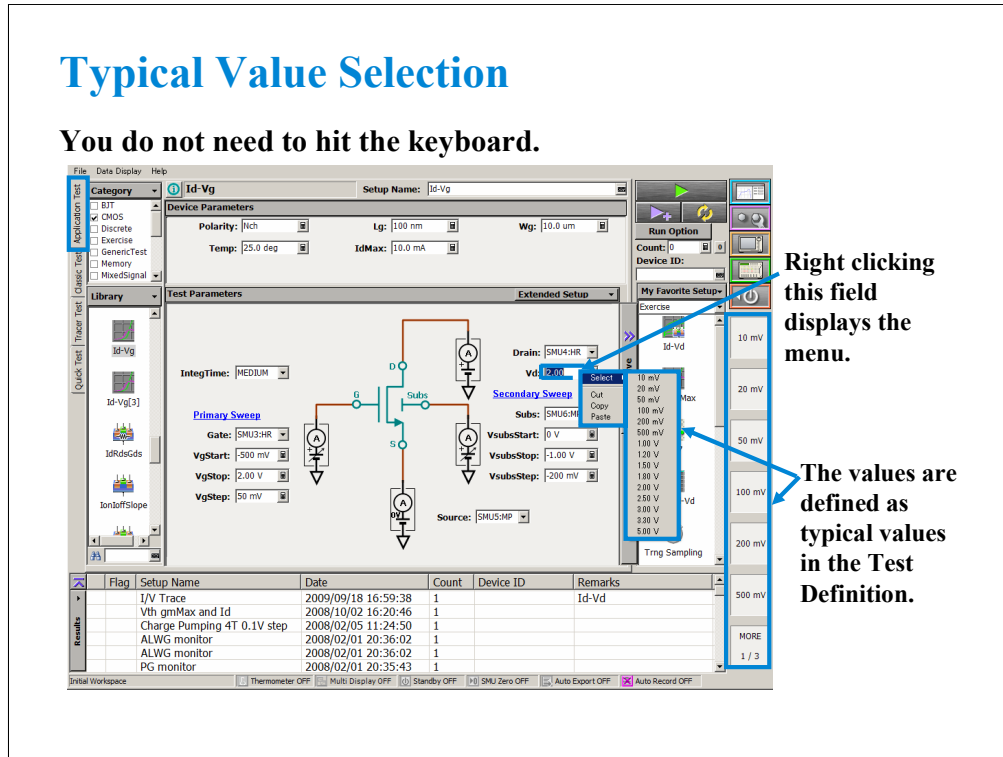 Typical Value Selection
You do not need to hit the keyboard.
File Data Display Help
Application Test
Classic Test
Tracer Test
Quick Test
Category
BJT
CMOS
Discrete
Exercise
GenericTest
Memory
MixedSignal
Id-Vg
Setup Name: Id-Vg
Device Parameters
Polarity: Nch
Lg: 100 nm
Wg: 10.0 um
Temp: 25.0 deg
IdMax: 10.0 mA
Run Option
Count: 0
0
Device ID:
Library
Id-Vg
Id-Vg[3]
IdRdsGds
IonIoffSlope
Test Parameters
Extended Setup
IntegTime: MEDIUM
Primary Sweep
Gate: SMU3:HR
VgStart: -500 mV
VgStop: 2.00 V
VgStep: 50 mV
A
A
A
A
D
G
Subs
S
0V
Drain: SMU4:HR
Vd: 2.00
Secondary Sweep
Subs: SMU6:MP
VsubsStart: 0 V
VsubsStop: -1.00 V
VsubsStep: -200 mV
Source: SMU5:MP
Select
Cut
Copy
Paste
10 mV
20 mV
50 mV
100 mV
200 mV
500 mV
1.00 V
1.20 V
1.50 V
1.80 V
2.00 V
2.50 V
3.00 V
3.30 V
5.00 V
My Favorite Setup
Exercise
Id-Vd
Max
-Vd
Trng Sampling
10 mV
20 mV
50 mV
100 mV
200 mV
500 mV
MORE
1 / 3
Right clicking
this field
displays the
menu.
The values are
defined as
typical values
in the Test
Definition.
Results
Flag Setup Name Date Count Device ID Remarks
I/V Trace 2009/09/18 16:59:38 1 Id-Vd
Vth gmMax and Id 2008/10/02 16:20:46 1
Charge Pumping 4T 0.1V step 2008/02/05 11:24:50 1
ALWG monitor 2008/02/01 20:36:02 1
ALWG monitor 2008/02/01 20:36:02 1
PG monitor 2008/02/01 20:35:43 1
Initial Workspace
Thermometer OFF Multi Display OFF Standby OFF SMU Zero OFF Auto Export OFF Auto Record OFF